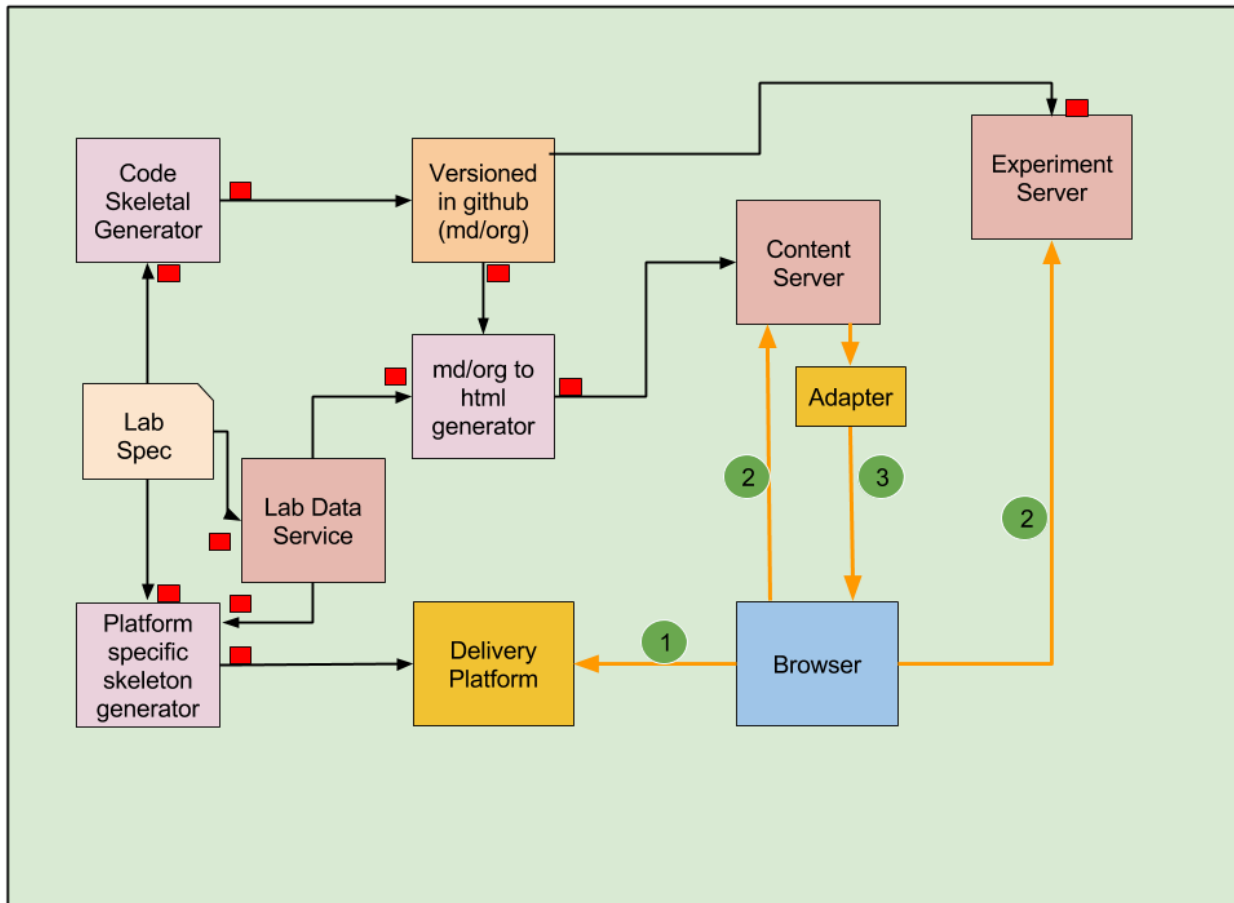 Code
Skeletal
Generator
Versioned
in github
(md/org)
Experiment
Server
Content
Server
md/org to
html
generator
Adapter
Lab
Spec
Lab Data
Service
2
3
2
Platform
specific
skeleton
generator
Delivery
Platform
1
Browser